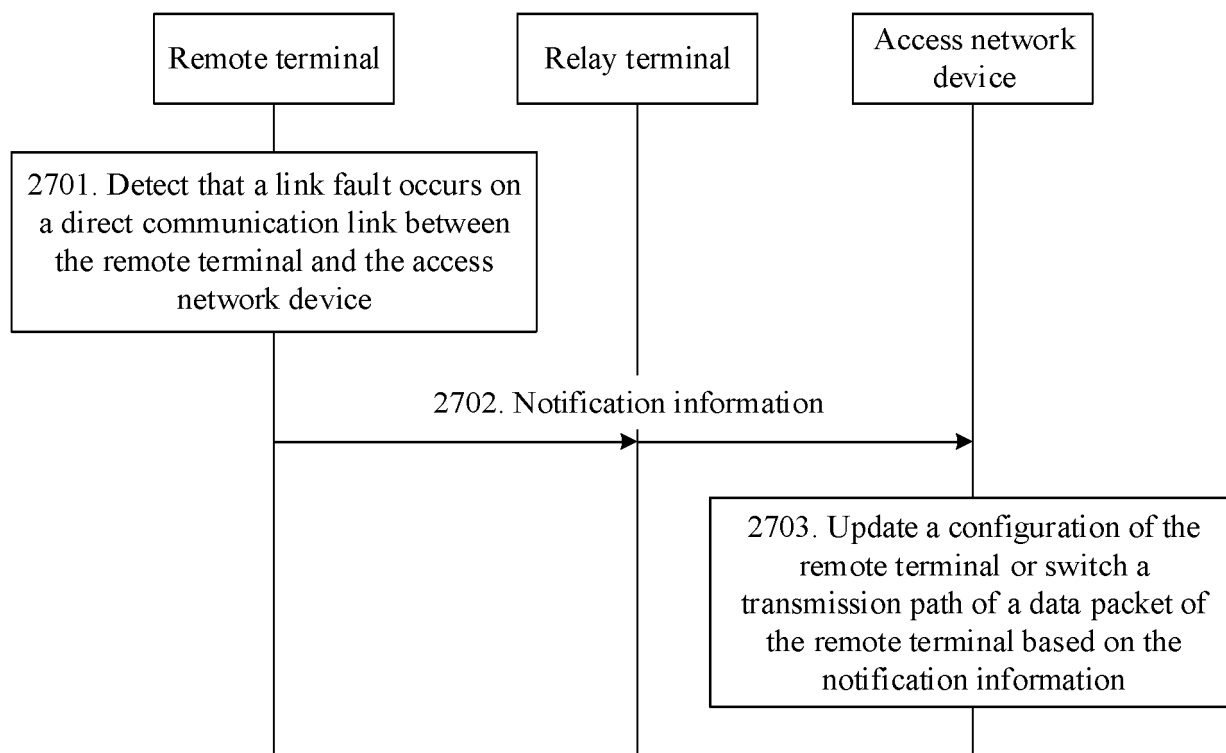 Remote terminal
Relay terminal
Access network
device
2701. Detect that a link fault occurs on
a direct communication link between
the remote terminal and the access
network device
2702. Notification information
2703. Update a configuration of the
remote terminal or switch a
transmission path of a data packet of
the remote terminal based on the
notification information